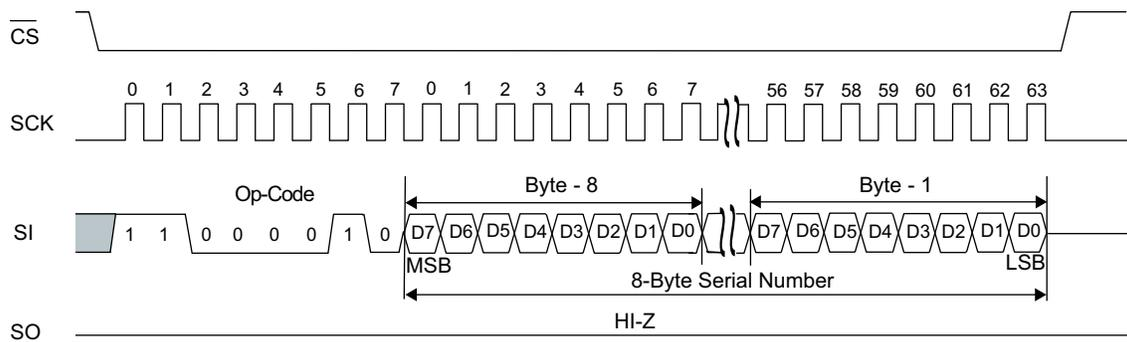 CS
0 1 2 3 4 5 6 7 0 1 2 3 4 5 6 7 56 57 58 59 60 61 62 63
SCK
Op-Code Byte - 8 Byte - 1
SI 1 1 0 0 0 0 1 0 D7 D6 D5 D4 D3 D2 D1 D0 D7 D6 D5 D4 D3 D2 D1 D0
MSB LSB
8-Byte Serial Number
HI-Z
SO